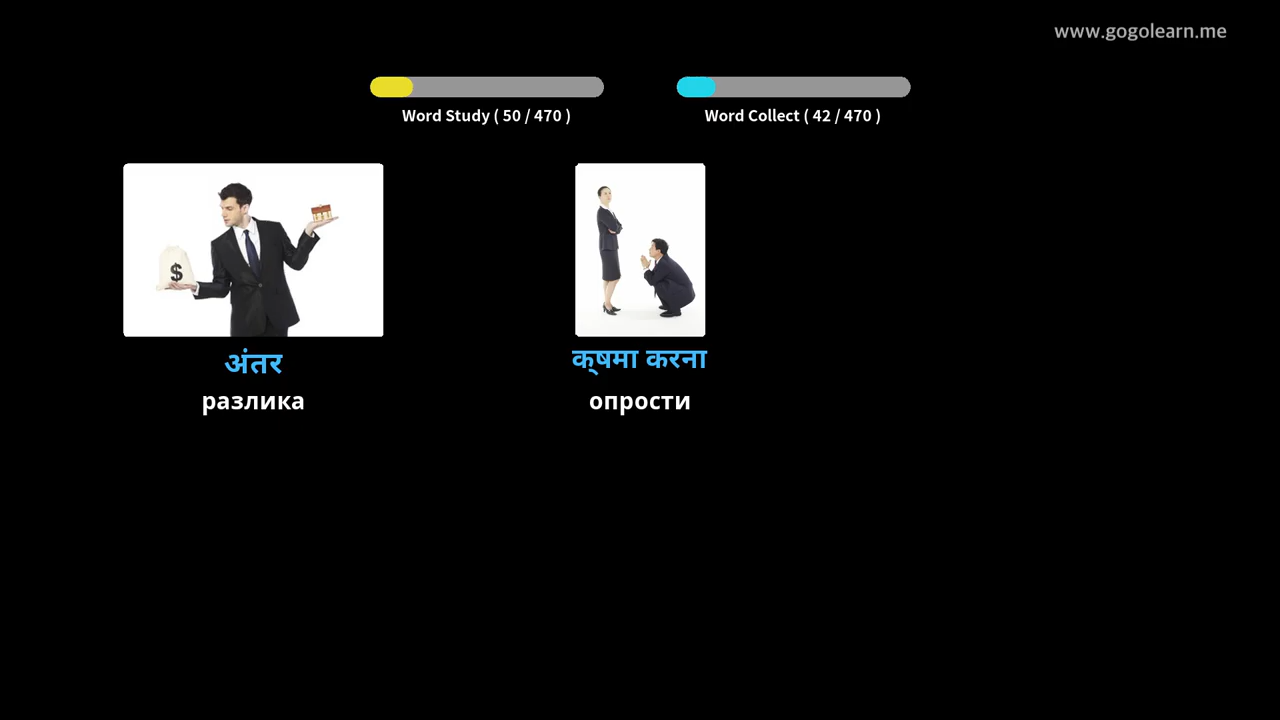 www.gogolearn.me
Word Study ( 50 / 470 )
Word Collect ( 42 / 470 )
$
अंतर
разлика
क्षमा करना
опрости